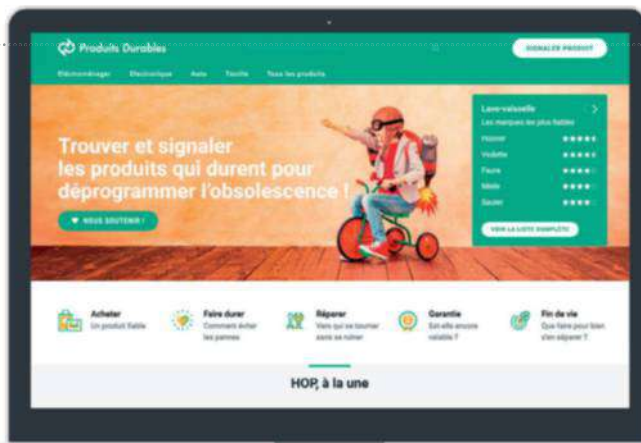 Produits Durables
SIGNALER PRODUIT
Electroménager Electronique Auto Textile Tous les produits
Trouver et signaler
les produits qui durent pour
déprogrammer l'obsolescence !
NOUS SOUTENIR !
Lave-vaisselle
Les marques les plus fiables
Hoover
Vedette
Faure
Miele
Sauter
VOIR LA LISTE COMPLÈTE
Acheter
Un produit fiable
Faire durer
Comment éviter
les pannes
Réparer
Vers qui se tourner
sans se ruiner
Garantie
Est-elle encore
valable ?
Fin de vie
Que faire pour bien
s'en séparer ?
HOP, à la une